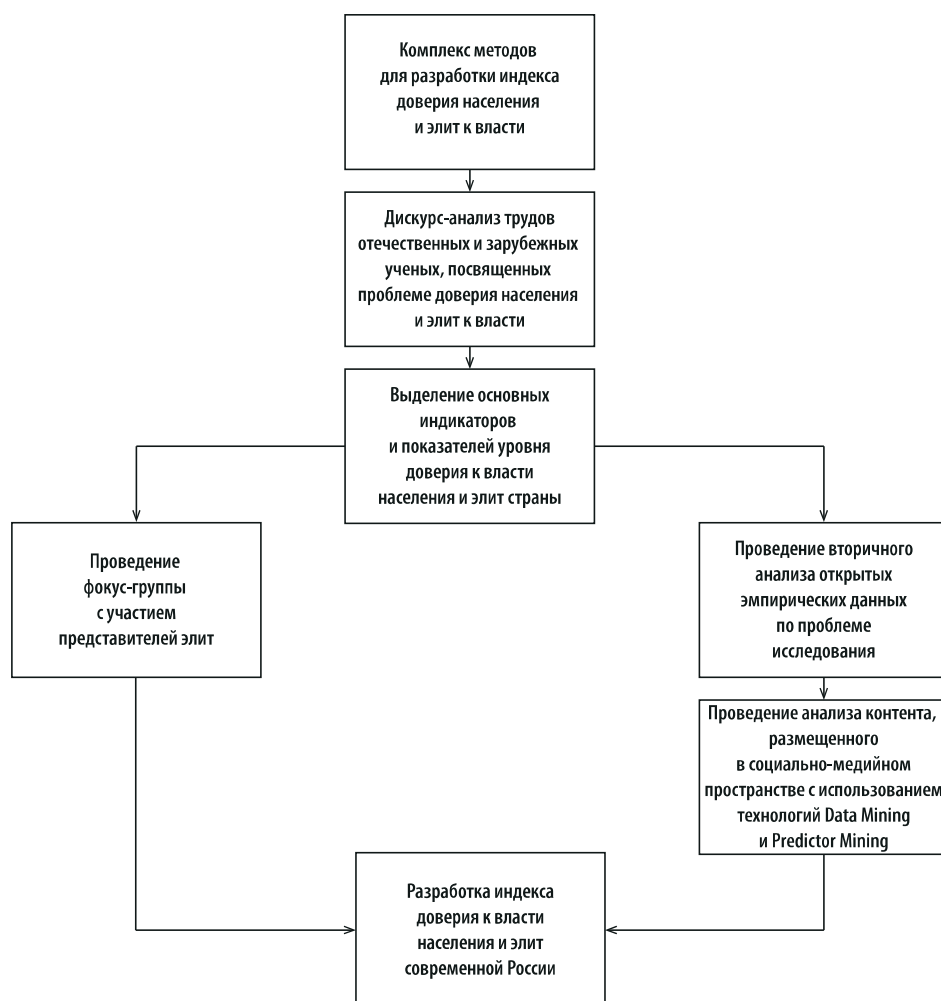 Комплекс методов
для разработки индекса
доверия населения
и элит к власти
Дискурс-анализ трудов
отечественных и зарубежных
ученых, посвященных
проблеме доверия населения
и элит к власти
Выделение основных
индикаторов
и показателей уровня
доверия к власти
населения и элит страны
Проведение
фокус-группы
с участием
представителей элит
Проведение вторичного
анализа открытых
эмпирических данных
по проблеме
исследования
Проведение анализа контента,
размещенного
в социально-медийном
пространстве с использованием
технологий Data Mining
и Predictor Mining
Разработка индекса
доверия к власти
населения и элит
современной России